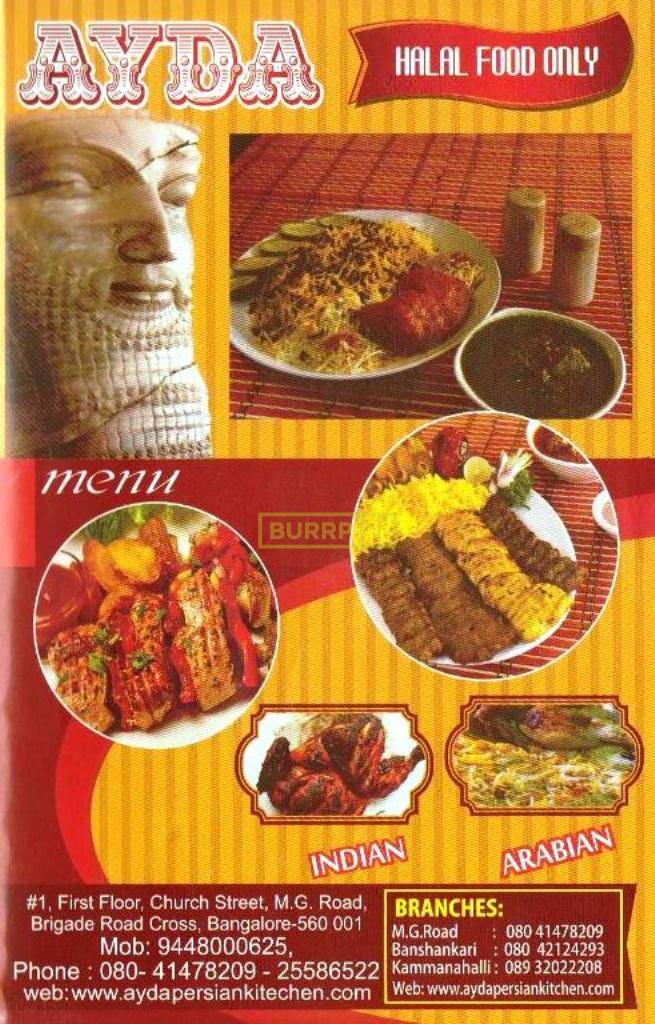 AYDA
HALAL FOOD ONLY
menu
BURRP
INDIAN
ARABIAN
#1, First Floor, Church Street, M.G. Road,
Brigade Road Cross, Bangalore-560 001
Mob: 9448000625,
Phone : 080- 41478209 - 25586522
web: www.aydapersiankitechen.com
BRANCHES:
M.G.Road : 080 41478209
Banshankari : 080 42124293
Kammanahalli : 089 32022208
Web: www.aydapersiankitchen.com